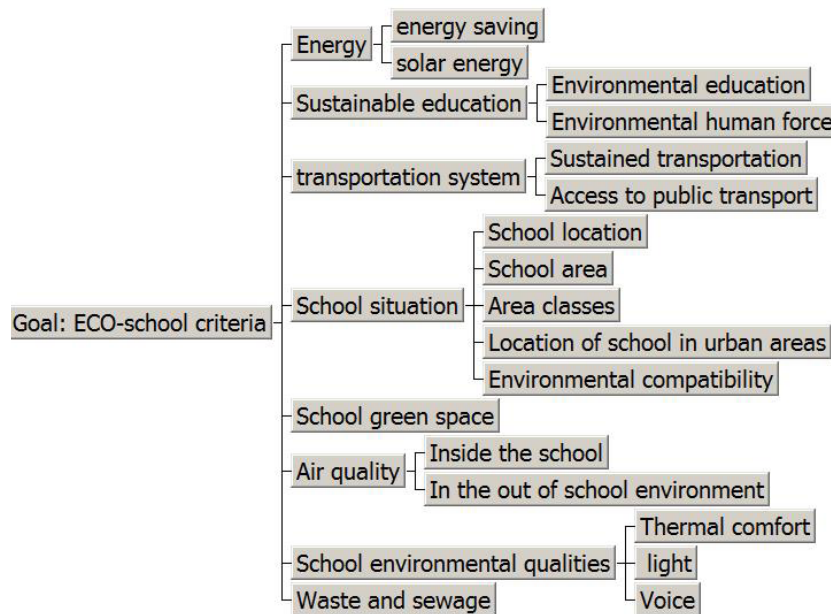 Goal: ECO-school criteria
Energy
energy saving
solar energy
Sustainable education
Environmental education
Environmental human force
transportation system
Sustained transportation
Access to public transport
School situation
School location
School area
Area classes
Location of school in urban areas
Environmental compatibility
School green space
Air quality
Inside the school
In the out of school environment
School environmental qualities
Thermal comfort
light
Voice
Waste and sewage